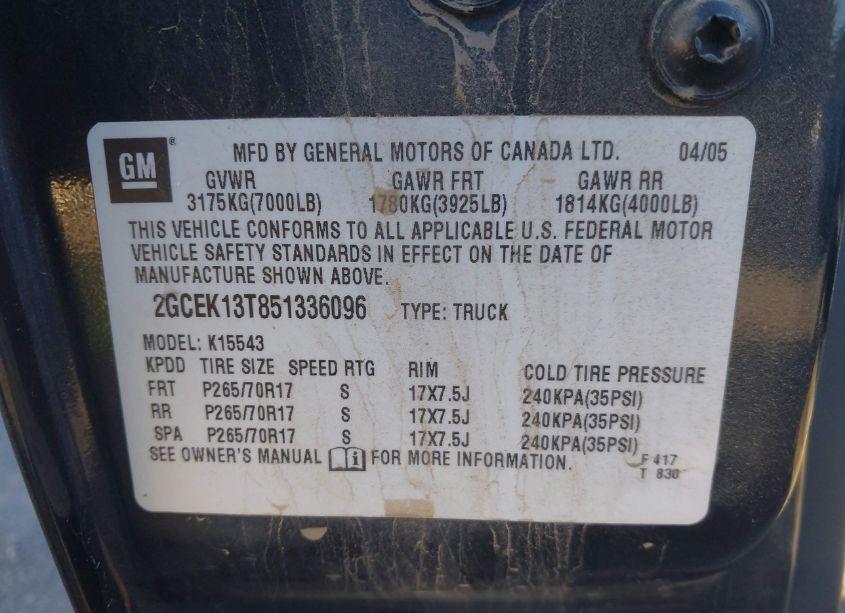 GM® MFD BY GENERAL MOTORS OF CANADA LTD. 04/05
GVWR GAWR FRT GAWR RR
3175KG(7000LB) 1780KG(3925LB) 1814KG(4000LB)
THIS VEHICLE CONFORMS TO ALL APPLICABLE U.S. FEDERAL MOTOR
VEHICLE SAFETY STANDARDS IN EFFECT ON THE DATE OF
MANUFACTURE SHOWN ABOVE.
2GCEK13T851336096 TYPE: TRUCK
MODEL: K15543
KPDD TIRE SIZE SPEED RTG RIM COLD TIRE PRESSURE
FRT P265/70R17 S 17X7.5J 240KPA(35PSI)
RR P265/70R17 S 17X7.5J 240KPA(35PSI)
SPA P265/70R17 S 17X7.5J 240KPA(35PSI)
SEE OWNER'S MANUAL i FOR MORE INFORMATION.
F 417
T 830